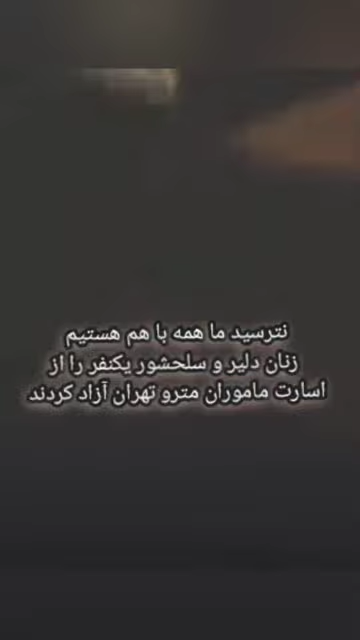 نترسید ما همه با هم هستیم
زنان دلیر و سلحشور یکنفر را از
اسارت ماموران مترو تهران آزاد کردند